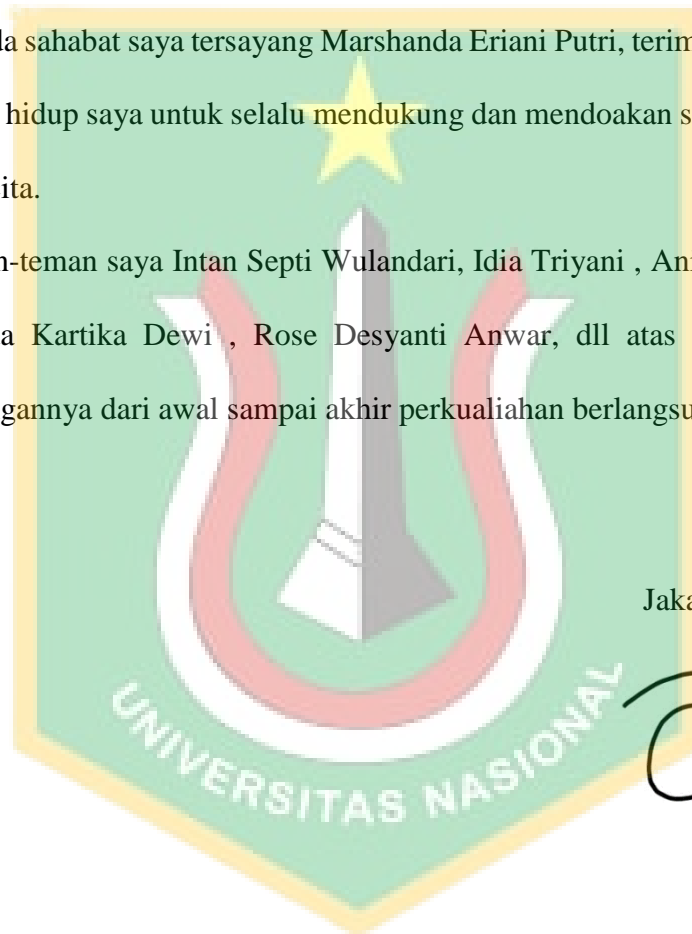 la sahabat saya tersayang Marshanda Eriani Putri, terim
hidup saya untuk selalu mendukung dan mendoakan s
ita.
n-teman saya Intan Septi Wulandari, Idia Triyani , An
a Kartika Dewi , Rose Desyanti Anwar, dll atas
gannya dari awal sampai akhir perkualiahan berlangsu
Jaka
UNIVERSITAS NASIONAL